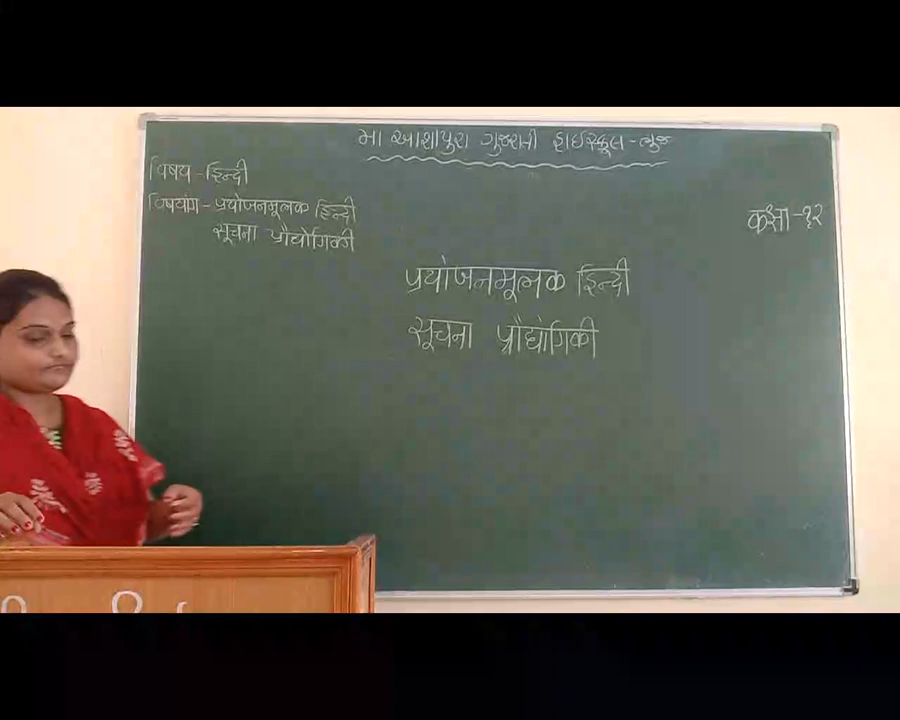 મા આશાપુરા ગુજરાતી હાઈસ્કૂલ - ભુજ
विषय - हिन्दी
विषयांग - प्रयोजनमूलक हिन्दी
सूचना प्रौद्योगिकी
कक्षा - १२
प्रयोजनमूलक हिन्दी
सूचना प्रौद्योगिकी